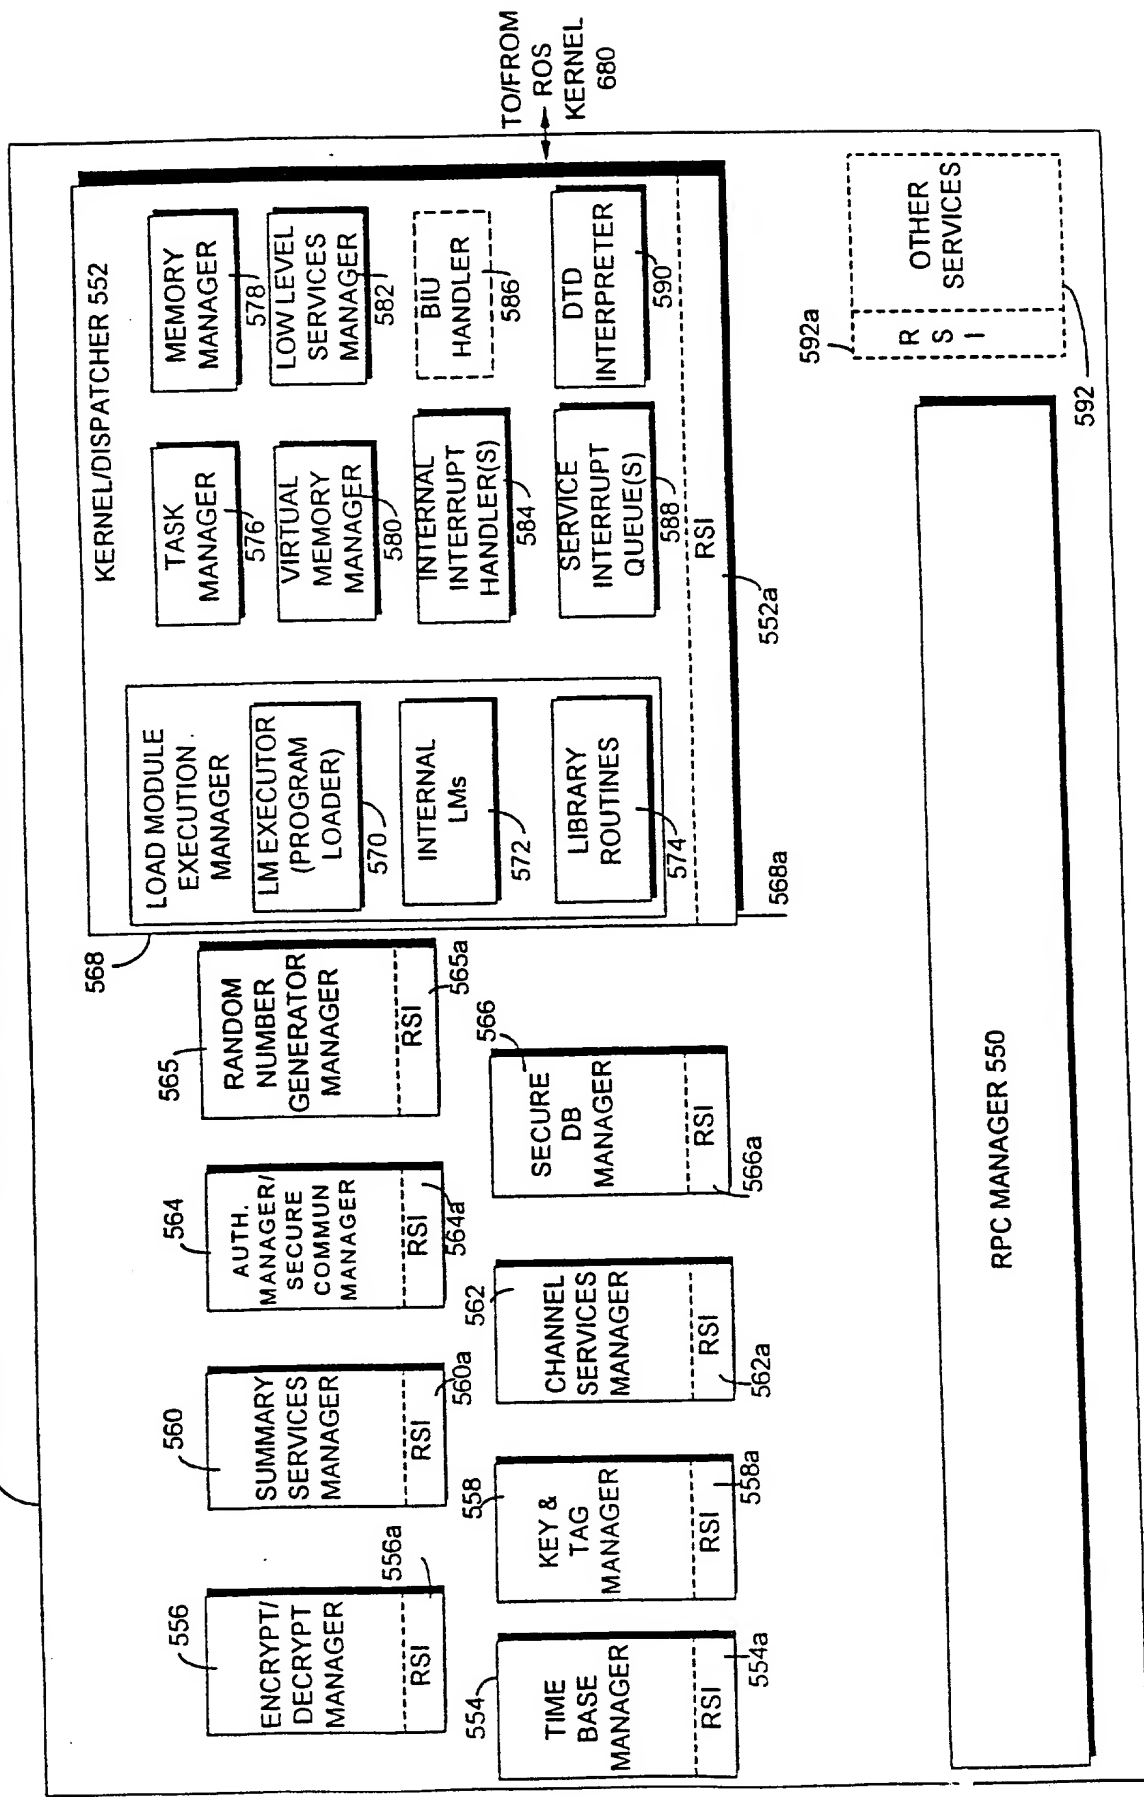 KERNEL/DISPATCHER 552
568
LOAD MODULE
EXECUTION
MANAGER
LM EXECUTOR
(PROGRAM
LOADER)
570
INTERNAL
LMs
572
LIBRARY
ROUTINES
574
TASK
MANAGER
576
MEMORY
MANAGER
578
VIRTUAL
MEMORY
MANAGER
580
LOW LEVEL
SERVICES
MANAGER
582
INTERNAL
INTERRUPT
HANDLER(S)
584
BIU
HANDLER
586
SERVICE
INTERRUPT
QUEUE(S)
588
DTD
INTERPRETER
590
RSI
552a
568a
TO/FROM
ROS
KERNEL
680
556
ENCRYPT/
DECRYPT
MANAGER
RSI
556a
560
SUMMARY
SERVICES
MANAGER
RSI
560a
564
AUTH.
MANAGER/
SECURE
COMMUN
MANAGER
RSI
564a
565
RANDOM
NUMBER
GENERATOR
MANAGER
RSI
565a
554
TIME
BASE
MANAGER
RSI
554a
558
KEY &
TAG
MANAGER
RSI
558a
562
CHANNEL
SERVICES
MANAGER
RSI
562a
566
SECURE
DB
MANAGER
RSI
566a
592a
R
S
I
OTHER
SERVICES
592
RPC MANAGER 550